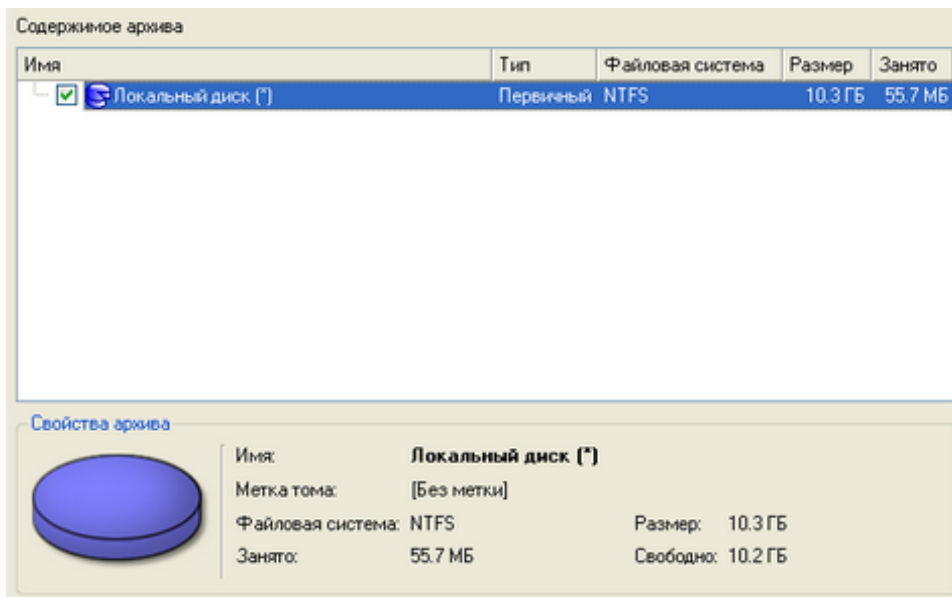 Содержимое архива
Имя Тип Файловая система Размер Занято
Локальный диск (*) Первичный NTFS 10.3 ГБ 55.7 МБ
Свойства архива
Имя: Локальный диск (*)
Метка тома: [Без метки]
Файловая система: NTFS Размер: 10.3 ГБ
Занято: 55.7 МБ Свободно: 10.2 ГБ